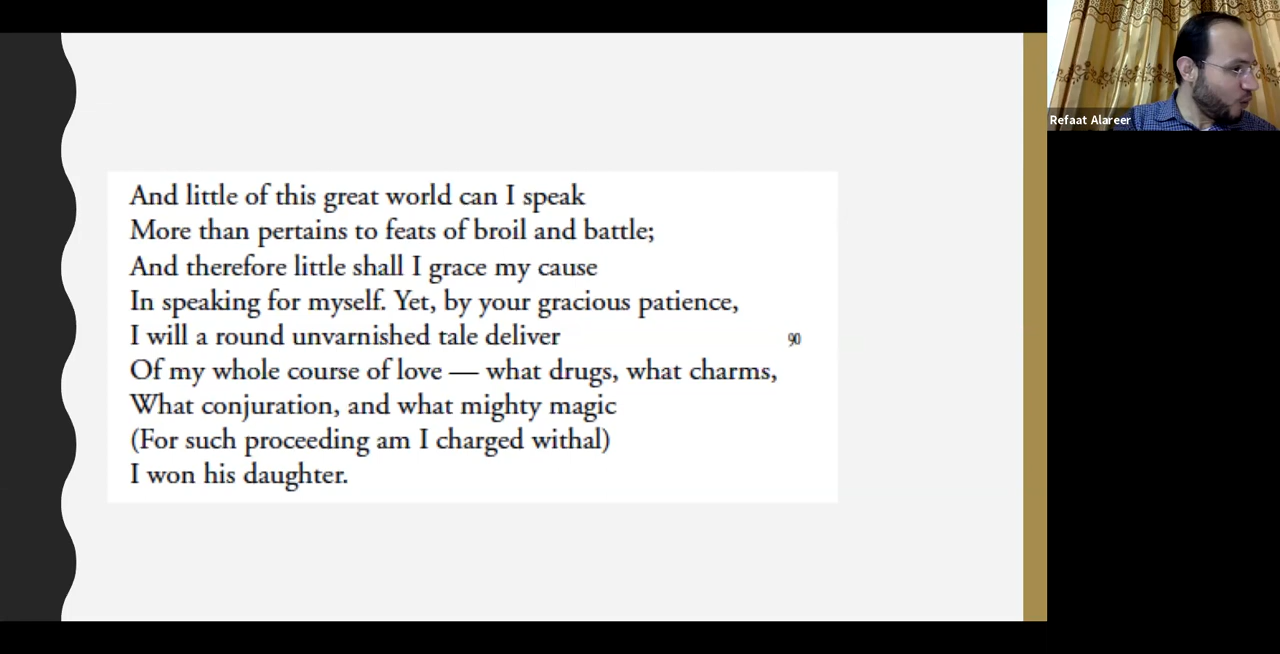 And little of this great world can I speak
More than pertains to feats of broil and battle;
And therefore little shall I grace my cause
In speaking for myself. Yet, by your gracious patience,
I will a round unvarnished tale deliver 90
Of my whole course of love — what drugs, what charms,
What conjuration, and what mighty magic
(For such proceeding am I charged withal)
I won his daughter.
Refaat Alareer